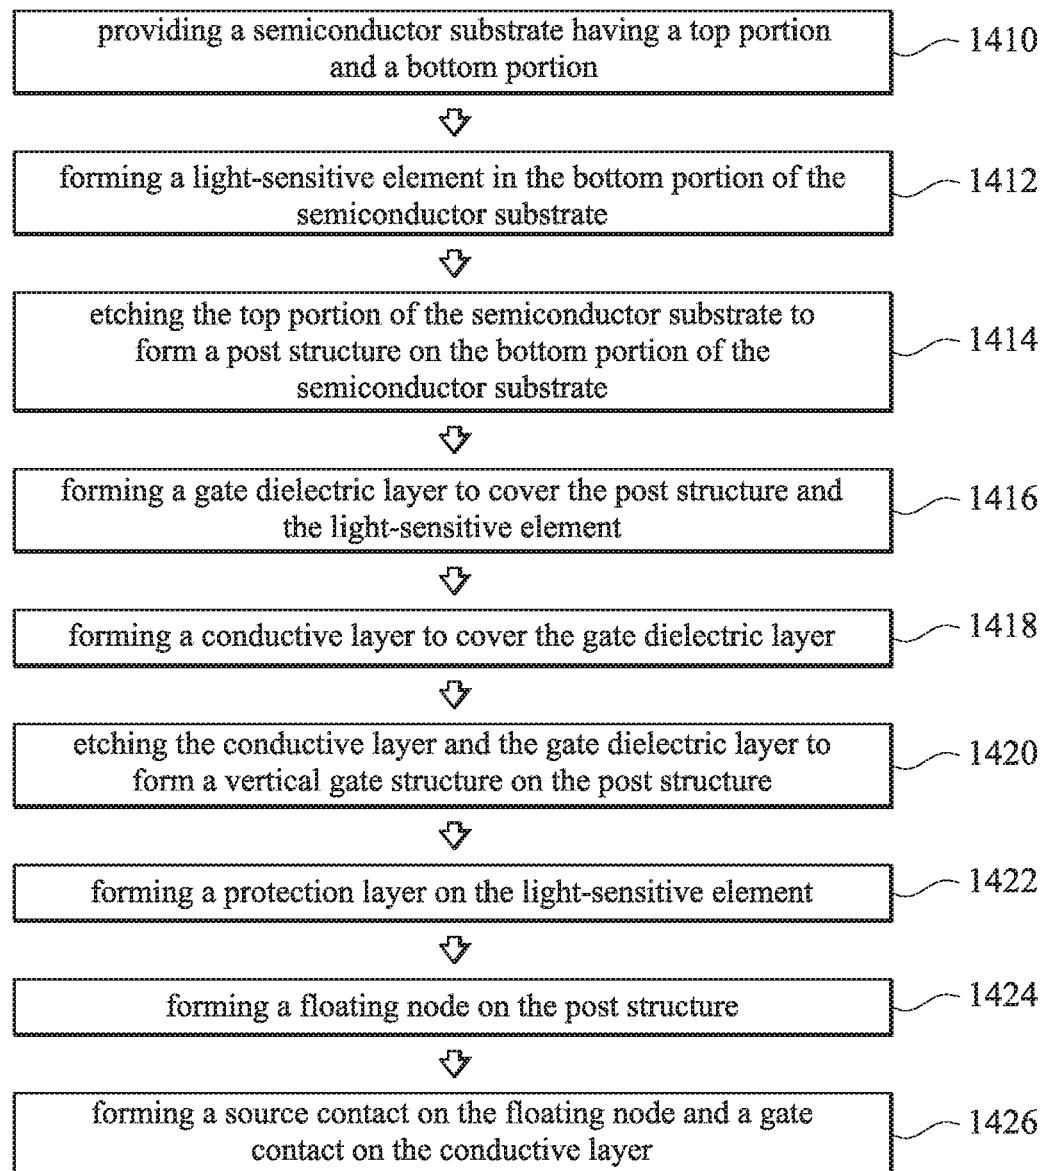 providing a semiconductor substrate having a top portion
and a bottom portion
1410
forming a light-sensitive element in the bottom portion of the
semiconductor substrate
1412
etching the top portion of the semiconductor substrate to
form a post structure on the bottom portion of the
semiconductor substrate
1414
forming a gate dielectric layer to cover the post structure and
the light-sensitive element
1416
forming a conductive layer to cover the gate dielectric layer
1418
etching the conductive layer and the gate dielectric layer to
form a vertical gate structure on the post structure
1420
forming a protection layer on the light-sensitive element
1422
forming a floating node on the post structure
1424
forming a source contact on the floating node and a gate
contact on the conductive layer
1426